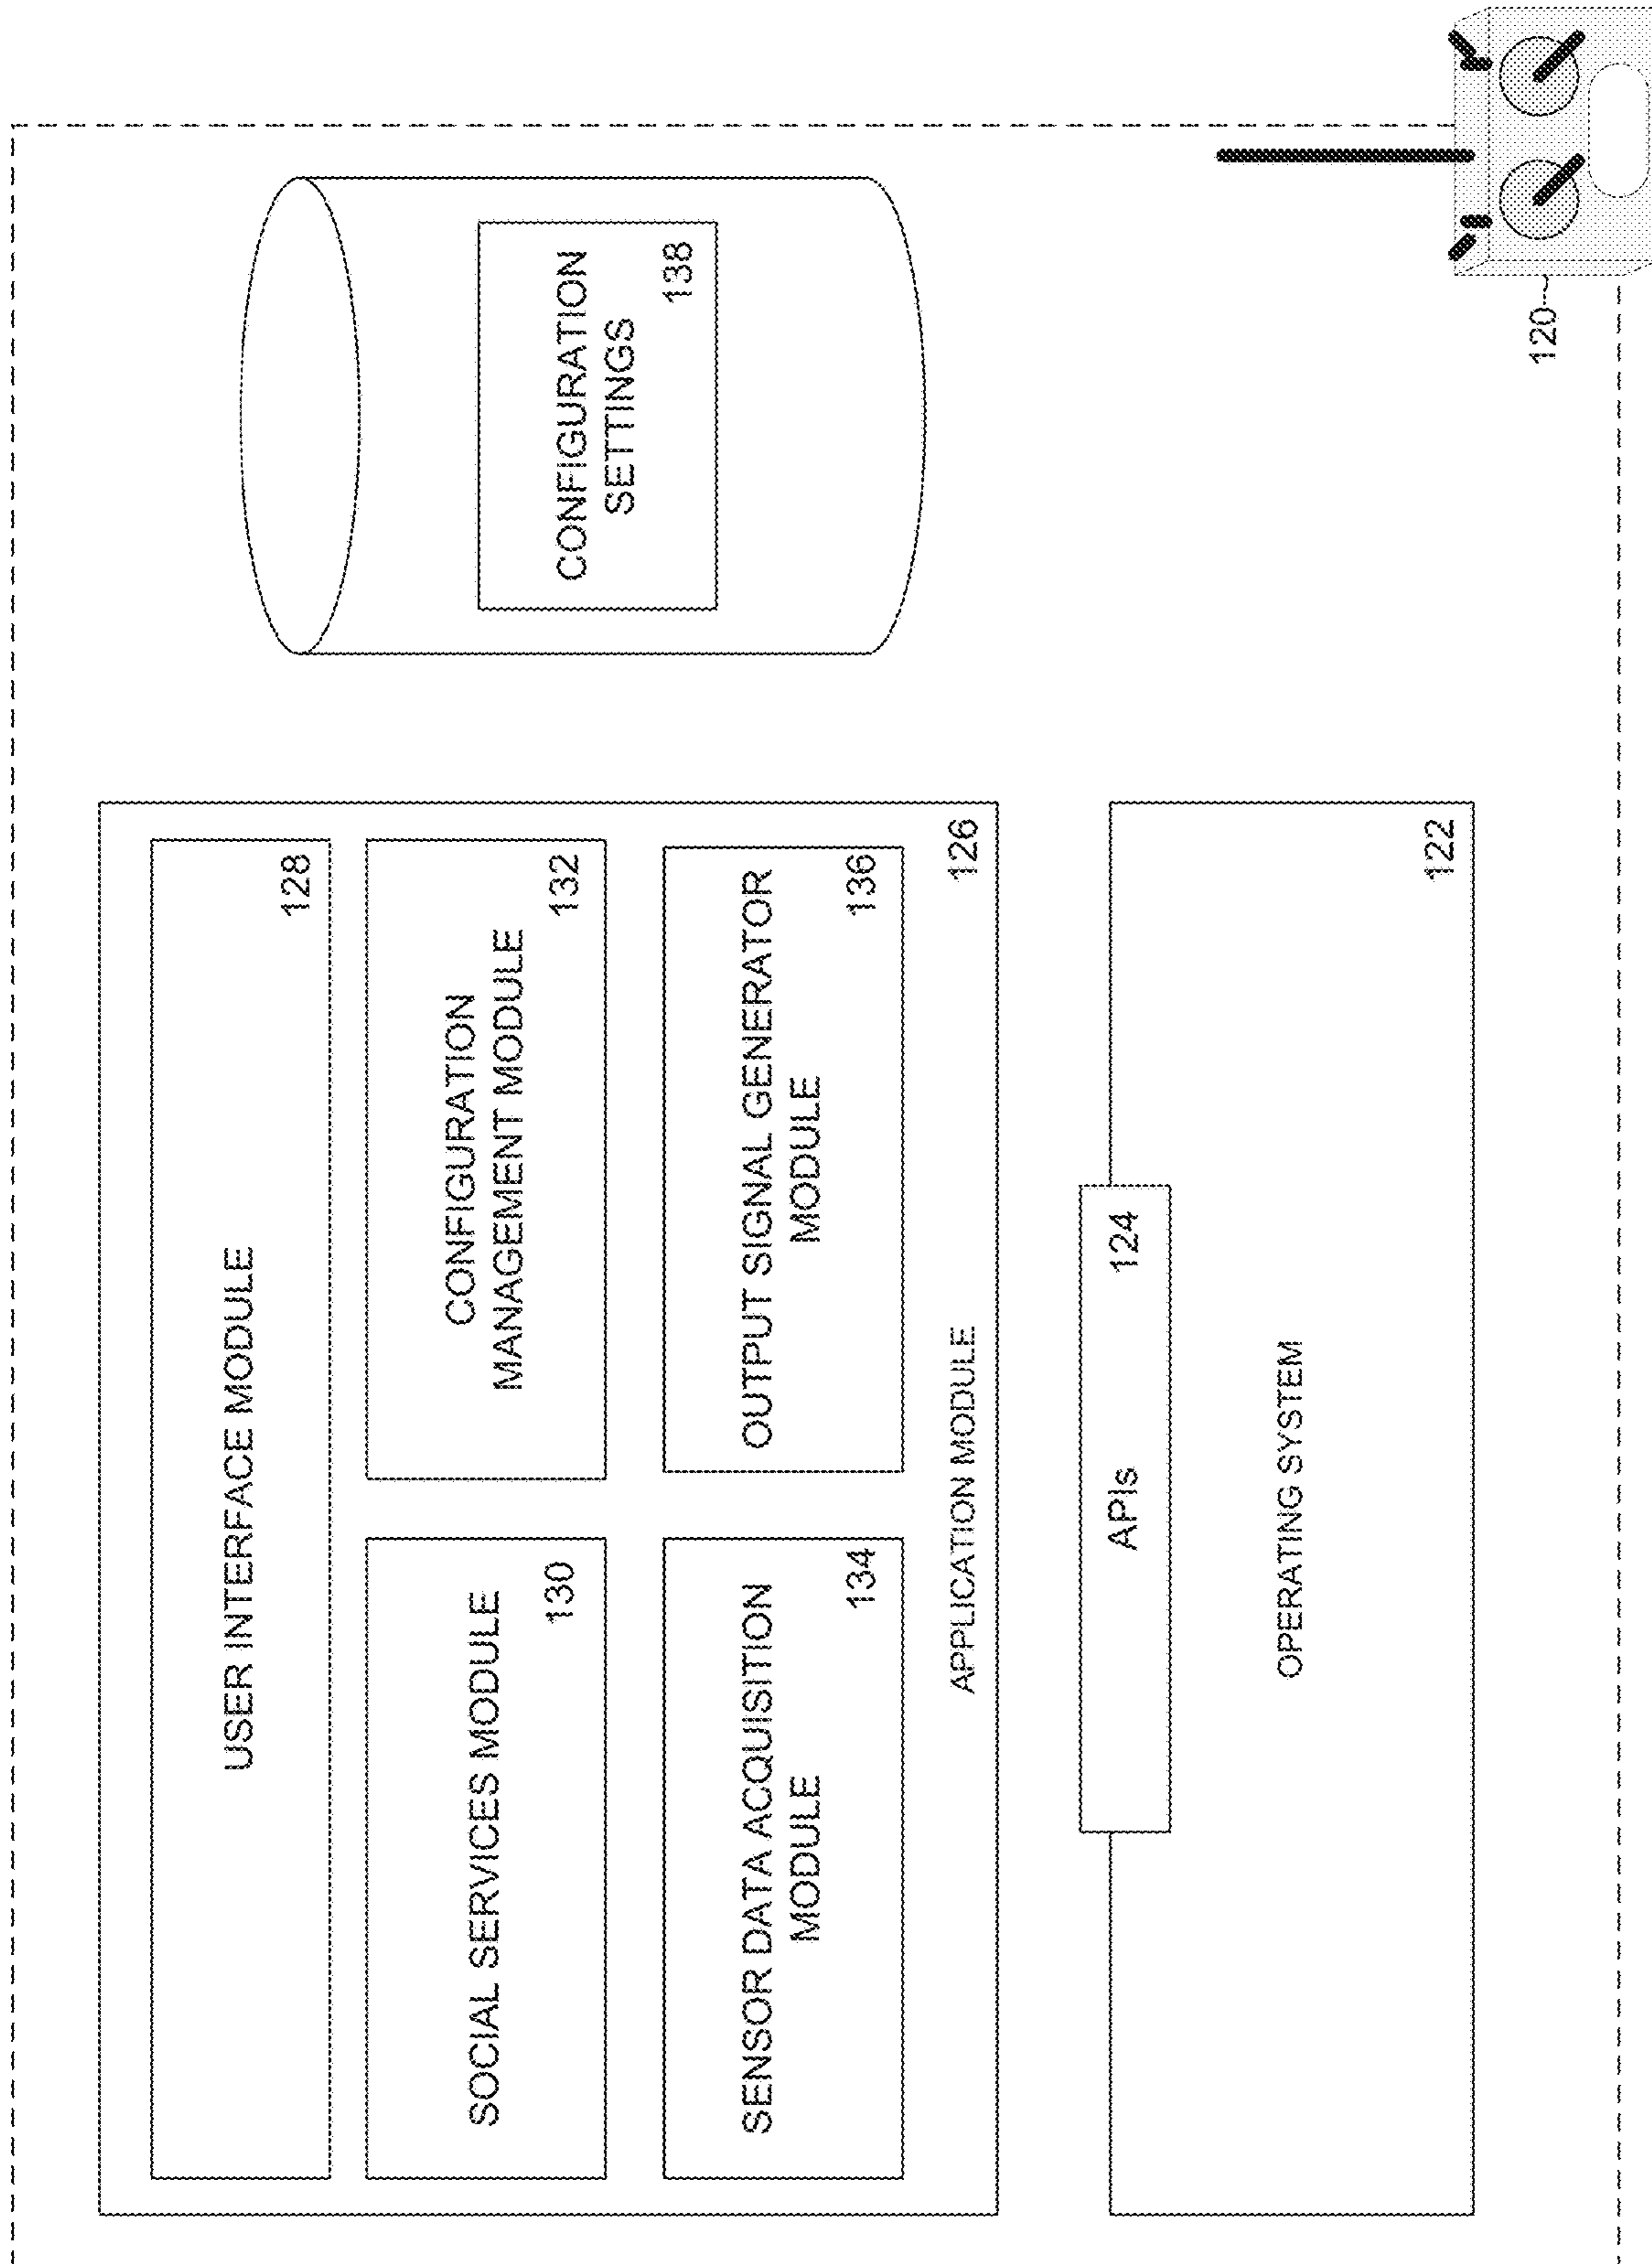 USER INTERFACE MODULE
128
SOCIAL SERVICES MODULE
130
CONFIGURATION
MANAGEMENT MODULE
132
SENSOR DATA ACQUISITION
MODULE
134
OUTPUT SIGNAL GENERATOR
MODULE
136
APPLICATION MODULE
126
APIs
124
OPERATING SYSTEM
122
CONFIGURATION
SETTINGS
138
120